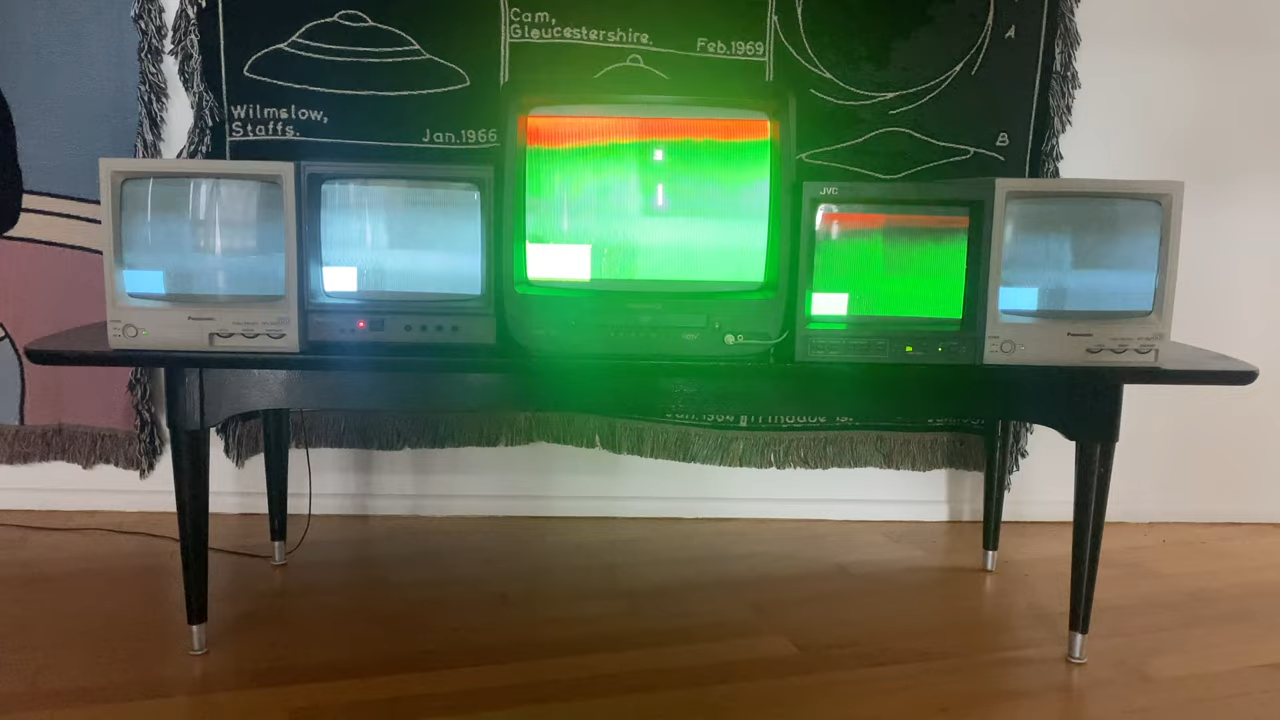 Cam,
Gloucestershire.
Feb.1969
A
Wilmslow,
Staffs.
Jan.1966
B
JVC
Panasonic
Panasonic